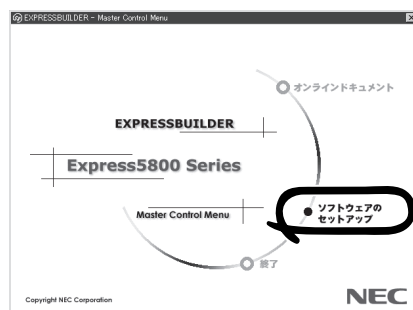 EXPRESSBUILDER - Master Control Menu
オンラインドキュメント
EXPRESSBUILDER
Express5800 Series
Master Control Menu
ソフトウェアの
セットアップ
終了
Copyright NEC Corporation
NEC